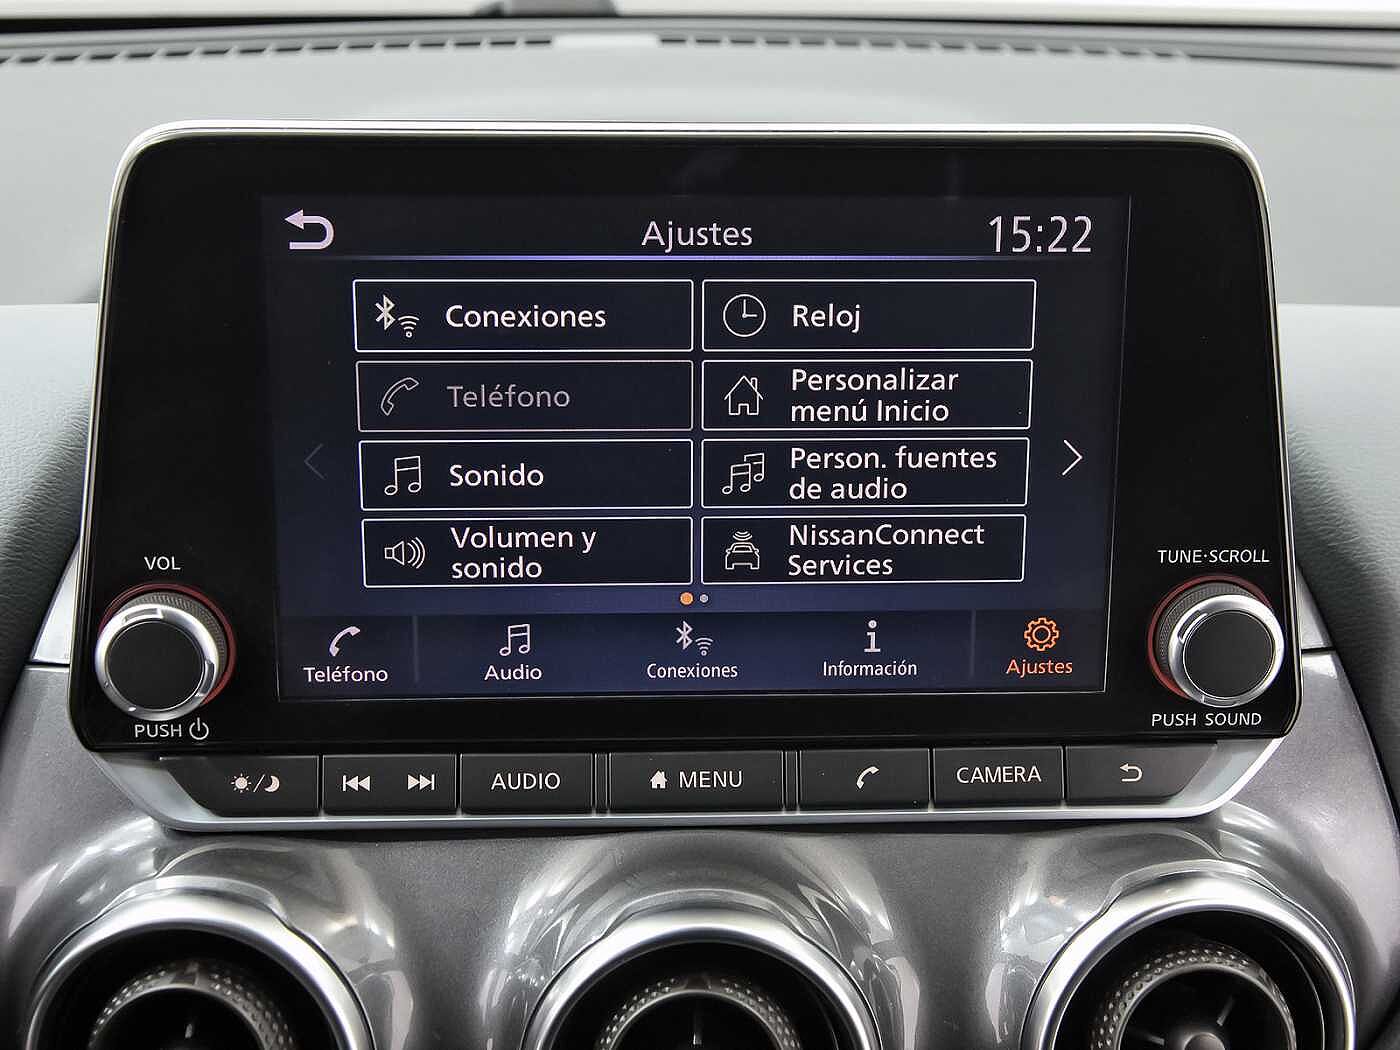 Ajustes
15:22
Conexiones
Reloj
Teléfono
Personalizar
menú Inicio
Sonido
Person. fuentes
de audio
Volumen y
sonido
NissanConnect
Services
Teléfono
Audio
Conexiones
Información
Ajustes
VOL
PUSH
TUNE·SCROLL
PUSH SOUND
AUDIO
MENU
CAMERA